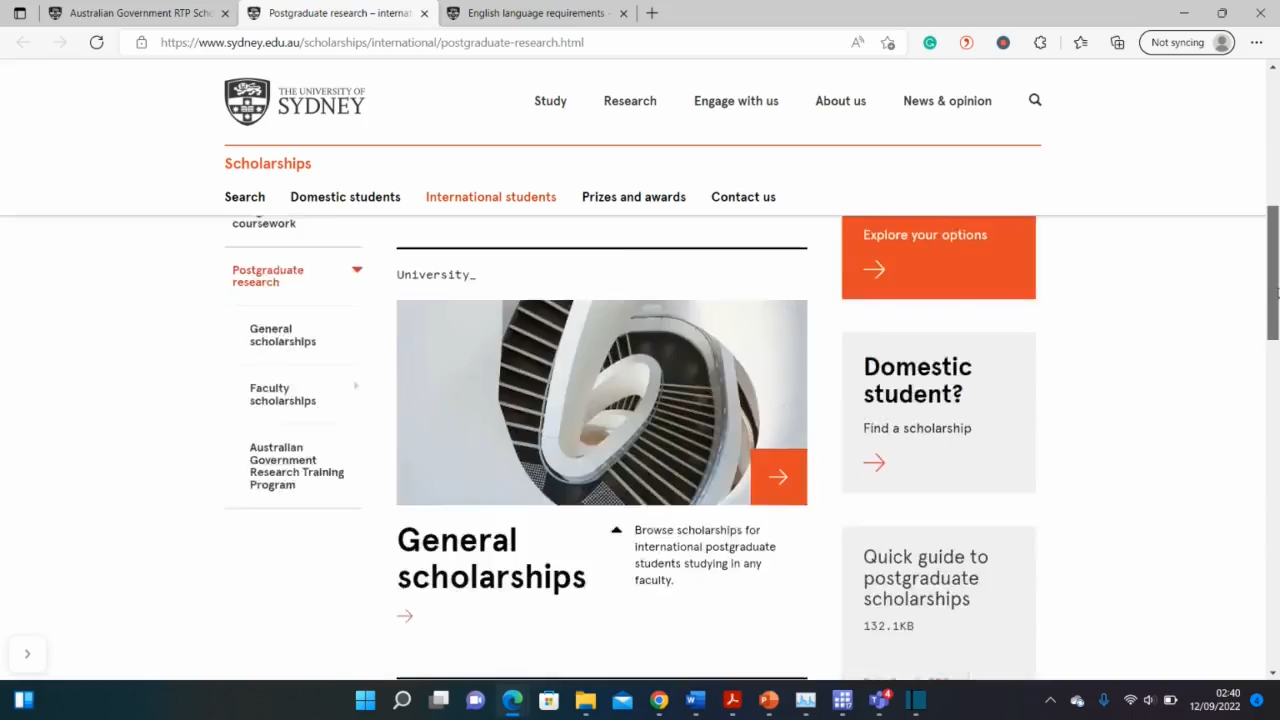 Australian Government RTP Scho
Postgraduate research – internat
English language requirements -
https://www.sydney.edu.au/scholarships/international/postgraduate-research.html
Not syncing
THE UNIVERSITY OF
SYDNEY
Study
Research
Engage with us
About us
News & opinion
Scholarships
Search
Domestic students
International students
Prizes and awards
Contact us
coursework
Postgraduate
research
General
scholarships
Faculty
scholarships
Australian
Government
Research Training
Program
University_
General
scholarships
Browse scholarships for
international postgraduate
students studying in any
faculty.
Explore your options
Domestic
student?
Find a scholarship
Quick guide to
postgraduate
scholarships
132.1KB
4
02:40
12/09/2022
4